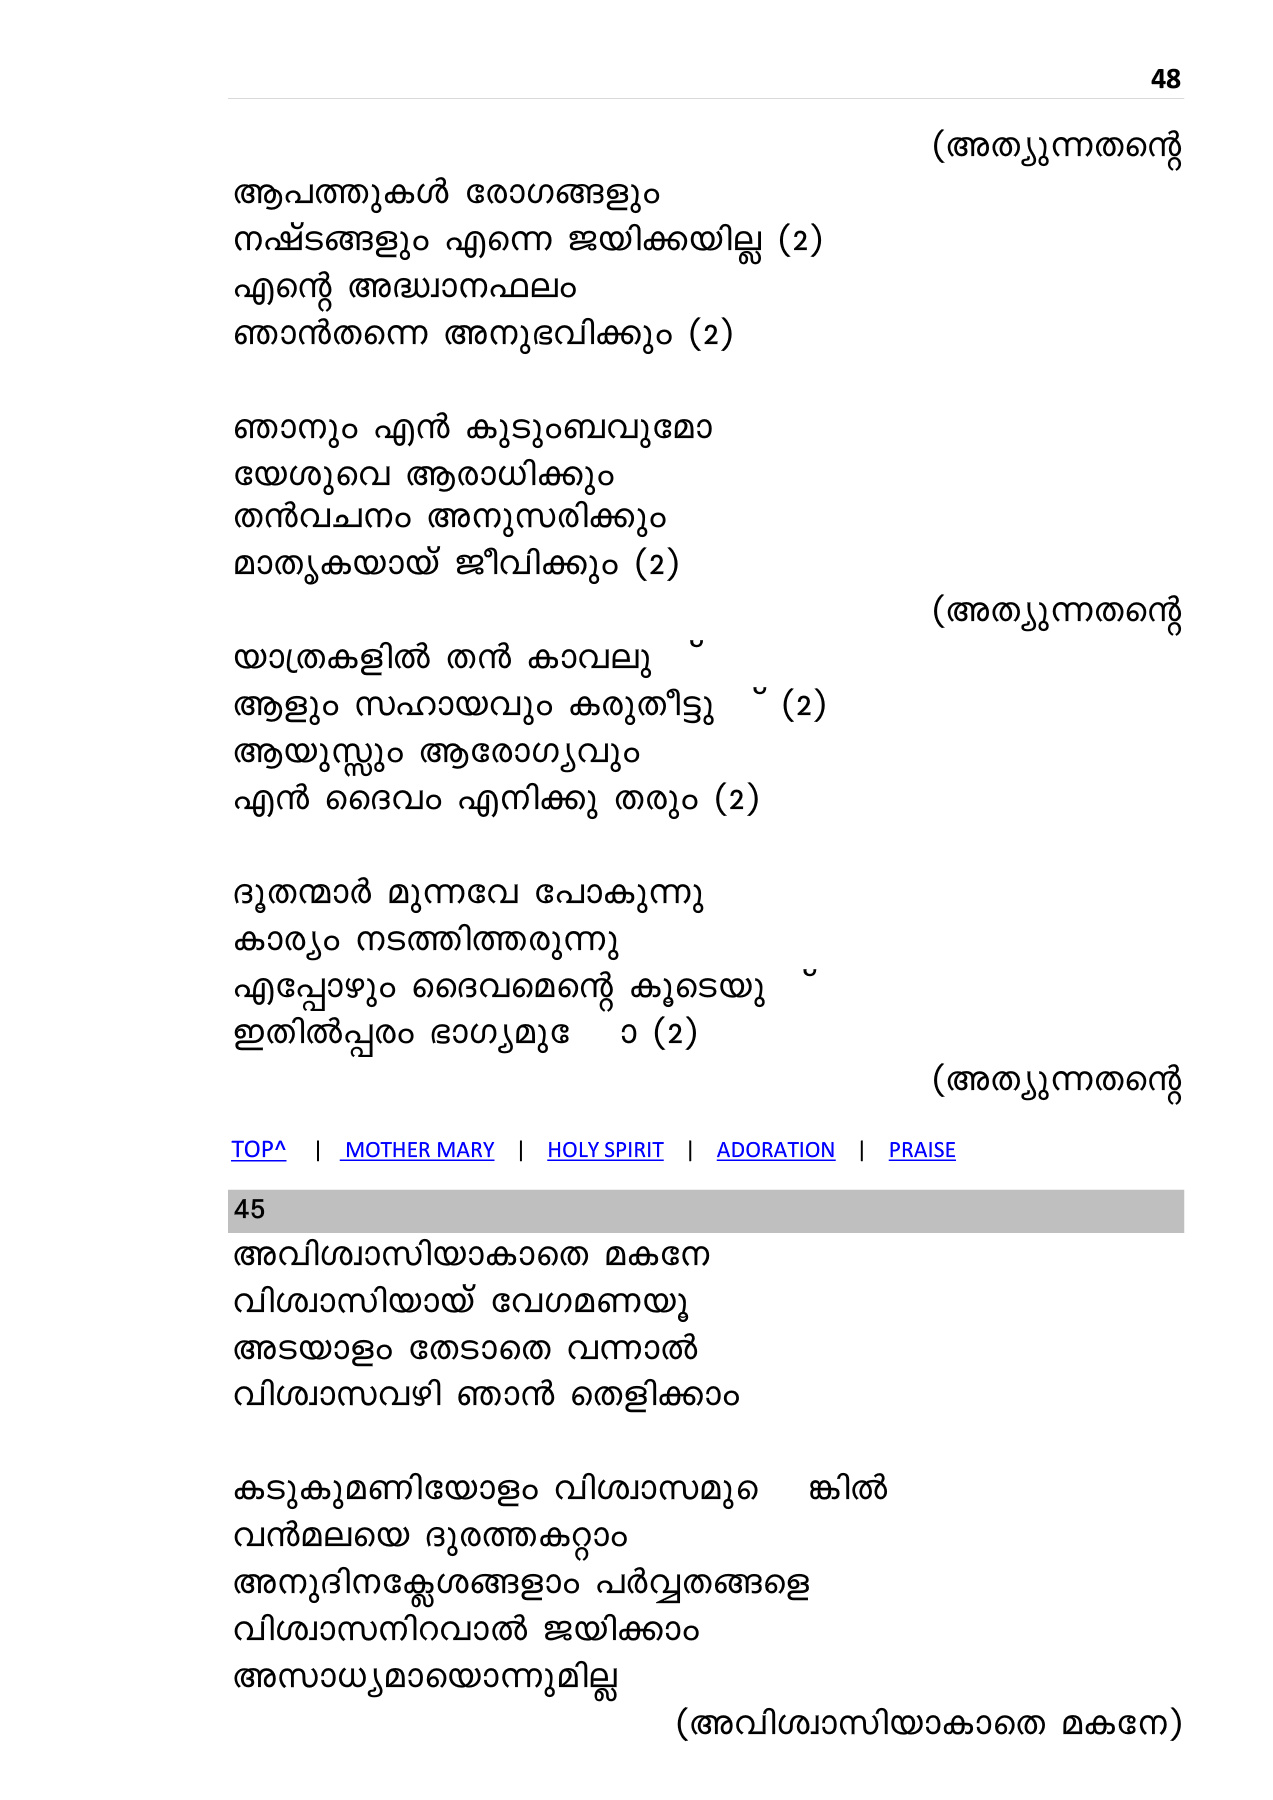 48
(അത്യുന്നതന്റെ
ആപത്തുകൾ രോഗങ്ങളും
നഷ്ടങ്ങളും എന്നെ ജയിക്കയില്ല (2)
എന്റെ അദ്ധ്വാനഫലം
ഞാൻതന്നെ അനുഭവിക്കും (2)
ഞാനും എൻ കുടുംബവുമോ
യേശുവെ ആരാധിക്കും
തൻവചനം അനുസരിക്കും
മാതൃകയായ് ജീവിക്കും (2)
(അത്യുന്നതന്റെ
യാത്രകളിൽ തൻ കാവലു ്
ആളും സഹായവും കരുതീട്ടു ് (2)
ആയുസ്സും ആരോഗ്യവും
എൻ ദൈവം എനിക്കു തരും (2)
ദൂതന്മാർ മുന്നവേ പോകുന്നു
കാര്യം നടത്തിത്തരുന്നു
എപ്പോഴും ദൈവമെന്റെ കൂടെയു ്
ഇതിൽപ്പരം ഭാഗ്യമുേ ാ (2)
(അത്യുന്നതന്റെ
TOP^ | MOTHER MARY | HOLY SPIRIT | ADORATION | PRAISE
45
അവിശ്വാസിയാകാതെ മകനേ
വിശ്വാസിയായ് വേഗമണയൂ
അടയാളം തേടാതെ വന്നാൽ
വിശ്വാസവഴി ഞാൻ തെളിക്കാം
കടുകുമണിയോളം വിശ്വാസമുെ ങ്കിൽ
വൻമലയെ ദുരത്തകറ്റാം
അനുദിനക്ലേശങ്ങളാം പർവ്വതങ്ങളെ
വിശ്വാസനിറവാൽ ജയിക്കാം
അസാധ്യമായൊന്നുമില്ല
(അവിശ്വാസിയാകാതെ മകനേ)